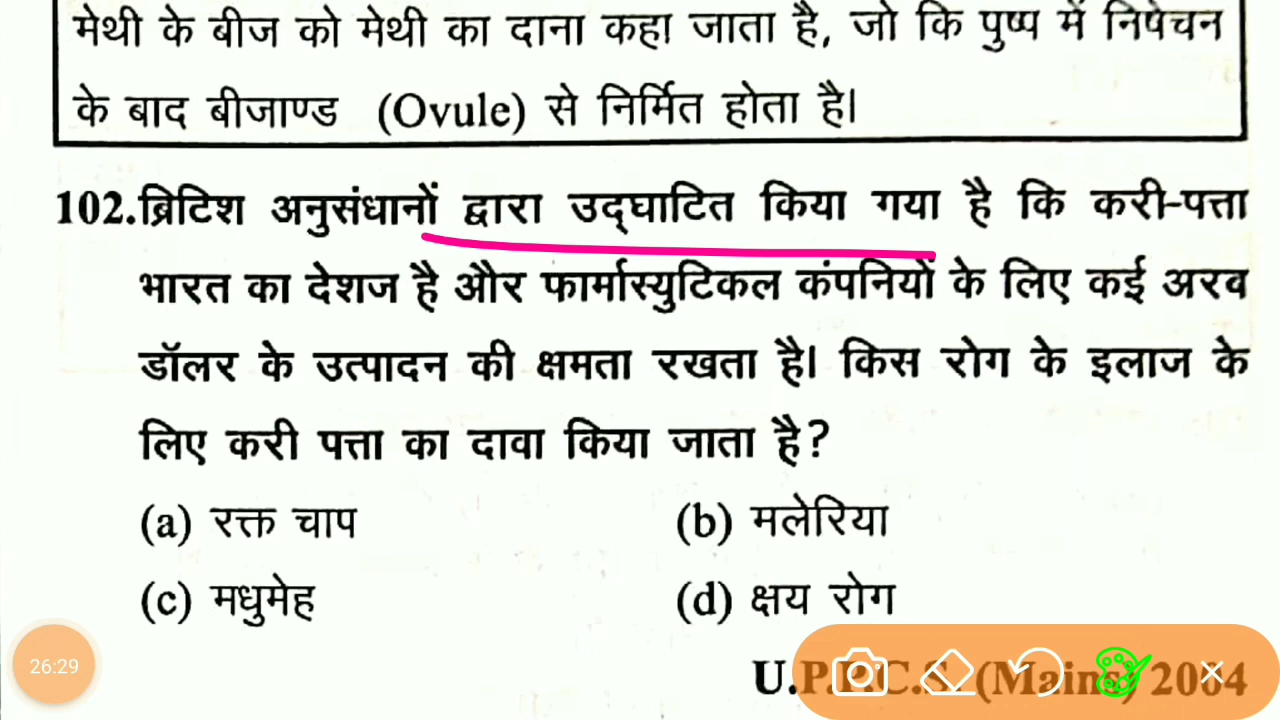 मेथी के बीज को मेथी का दाना कहा जाता है, जो कि पुष्प में निषेचन
के बाद बीजाण्ड (Ovule) से निर्मित होता है।
102.ब्रिटिश अनुसंधानों द्वारा उद्घाटित किया गया है कि करी-पत्ता
भारत का देशज है और फार्मास्युटिकल कंपनियों के लिए कई अरब
डॉलर के उत्पादन की क्षमता रखता है। किस रोग के इलाज के
लिए करी पत्ता का दावा किया जाता है?
(a) रक्त चाप (b) मलेरिया
(c) मधुमेह (d) क्षय रोग
U.P.P.C.S. (Mains) 2004
26:29